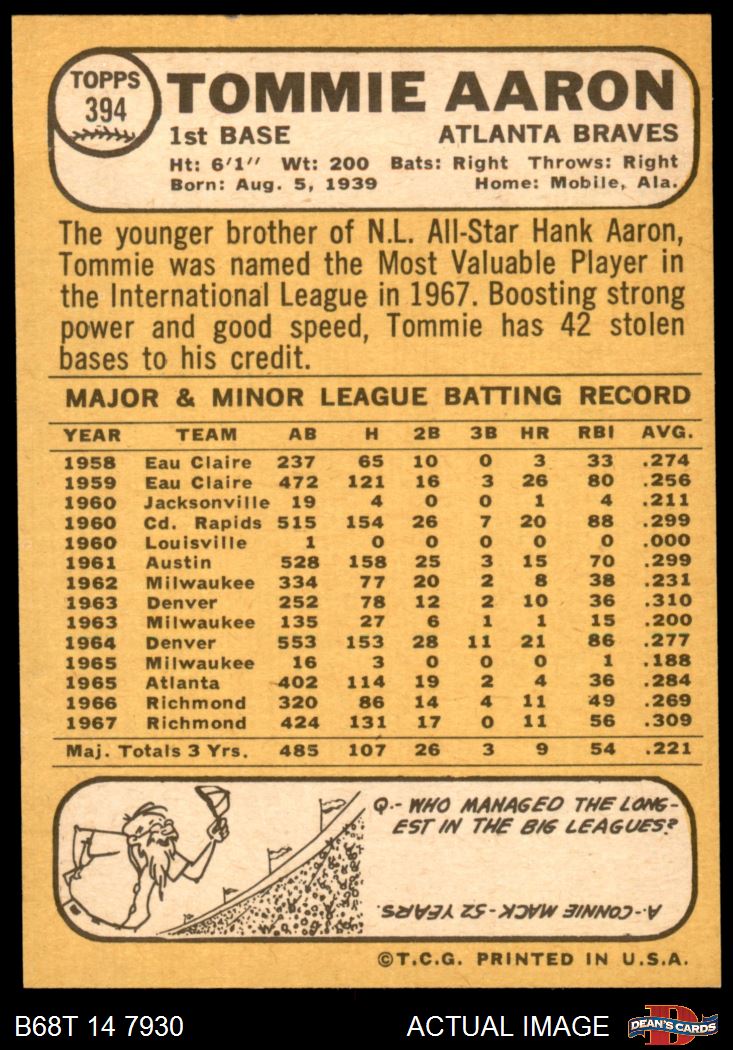 TOPPS
394
TOMMIE AARON
1st BASE ATLANTA BRAVES
Ht: 6'1" Wt: 200 Bats: Right Throws: Right
Born: Aug. 5, 1939 Home: Mobile, Ala.
The younger brother of N.L. All-Star Hank Aaron,
Tommie was named the Most Valuable Player in
the International League in 1967. Boosting strong
power and good speed, Tommie has 42 stolen
bases to his credit.
MAJOR & MINOR LEAGUE BATTING RECORD
YEAR TEAM AB H 2B 3B HR RBI AVG.
1958 Eau Claire 237 65 10 0 3 33 .274
1959 Eau Claire 472 121 16 3 26 80 .256
1960 Jacksonville 19 4 0 0 1 4 .211
1960 Cd. Rapids 515 154 26 7 20 88 .299
1960 Louisville 1 0 0 0 0 0 .000
1961 Austin 528 158 25 3 15 70 .299
1962 Milwaukee 334 77 20 2 8 38 .231
1963 Denver 252 78 12 2 10 36 .310
1963 Milwaukee 135 27 6 1 1 15 .200
1964 Denver 553 153 28 11 21 86 .277
1965 Milwaukee 16 3 0 0 0 1 .188
1965 Atlanta 402 114 19 2 4 36 .284
1966 Richmond 320 86 14 4 11 49 .269
1967 Richmond 424 131 17 0 11 56 .309
Maj. Totals 3 Yrs. 485 107 26 3 9 54 .221
Q.- WHO MANAGED THE LONG-
EST IN THE BIG LEAGUES?
A- CONNIE MACK - 52 YEARS.
©T.C.G. PRINTED IN U.S.A.
B68T 14 7930 ACTUAL IMAGE
D
DEAN'S CARDS